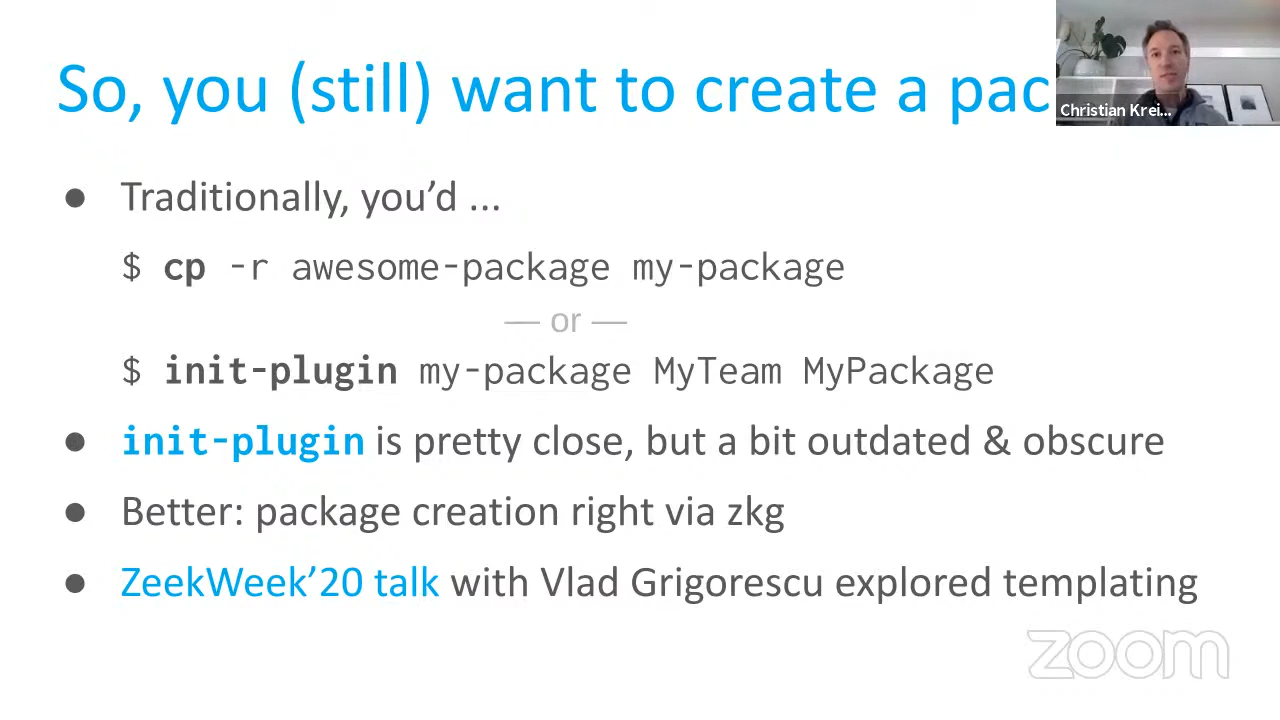 So, you (still) want to create a pac
Christian Krei...
● Traditionally, you'd ...
$ cp -r awesome-package my-package
— or —
$ init-plugin my-package MyTeam MyPackage
● init-plugin is pretty close, but a bit outdated & obscure
● Better: package creation right via zkg
● ZeekWeek'20 talk with Vlad Grigorescu explored templating
zoom